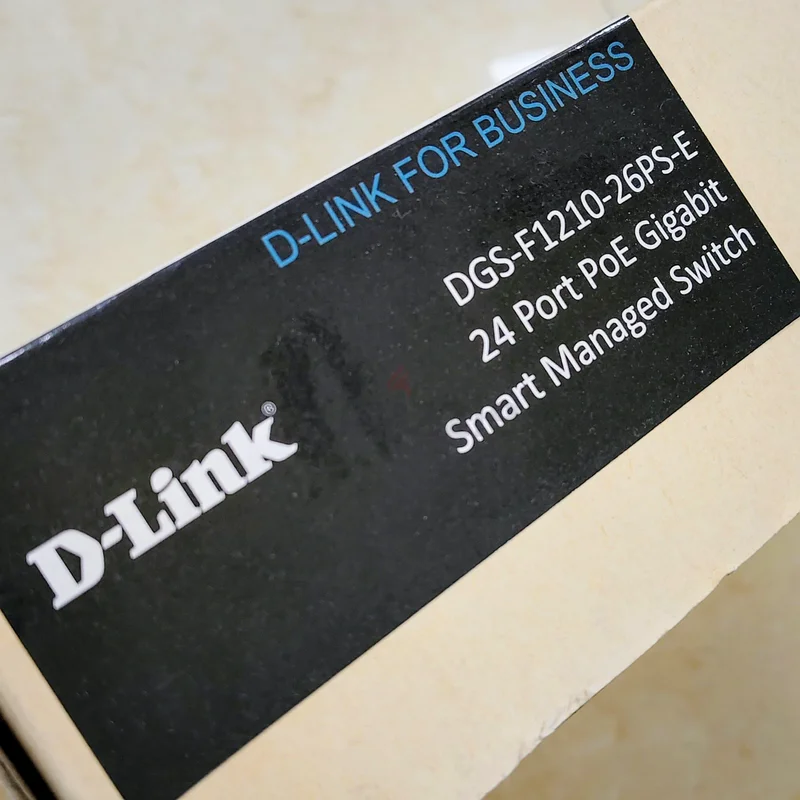 D-LINK FOR BUSINESS
DGS-F1210-26PS-E
24 Port PoE Gigabit
Smart Managed Switch
D-Link®